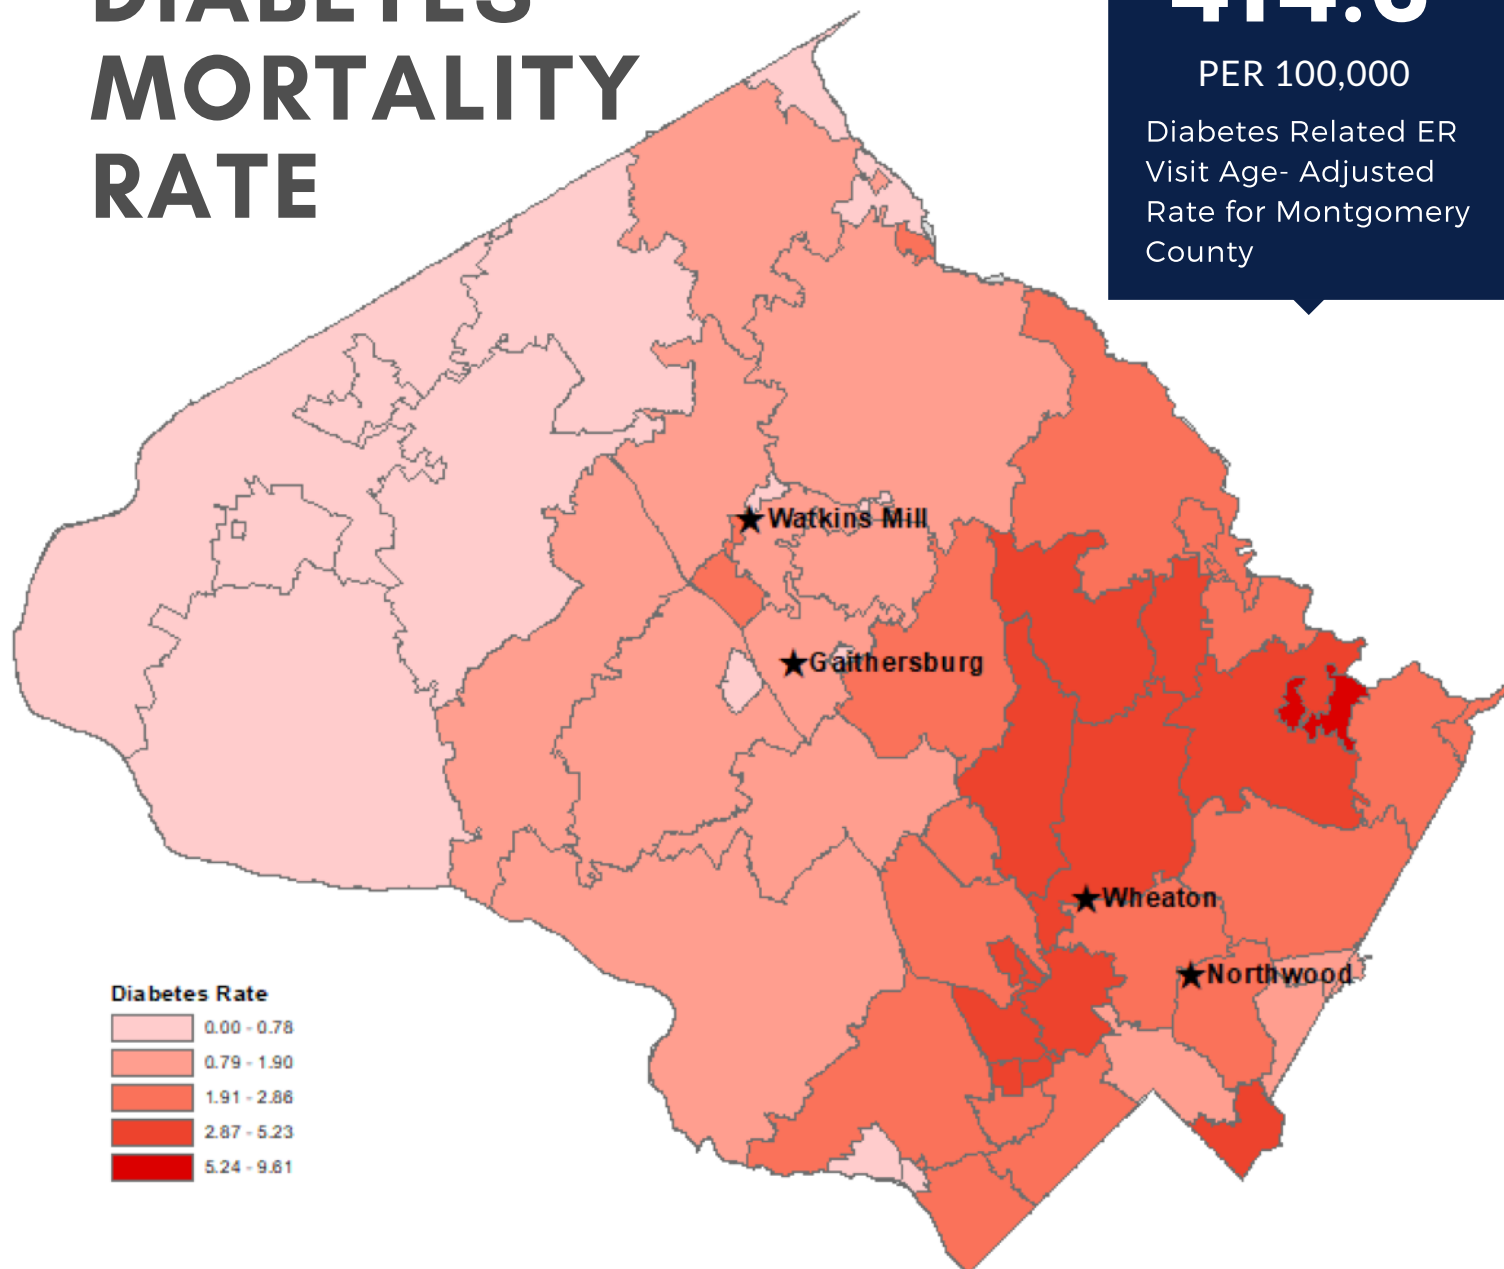 DIABETES
MORTALITY
RATE
PER 100,000
Diabetes Related ER
Visit Age- Adjusted
Rate for Montgomery
County
Watkins Mill
Gaithersburg
Wheaton
Northwood
Diabetes Rate
0.00 - 0.78
0.79 - 1.90
1.91 - 2.86
2.87 - 5.23
5.24 - 9.61